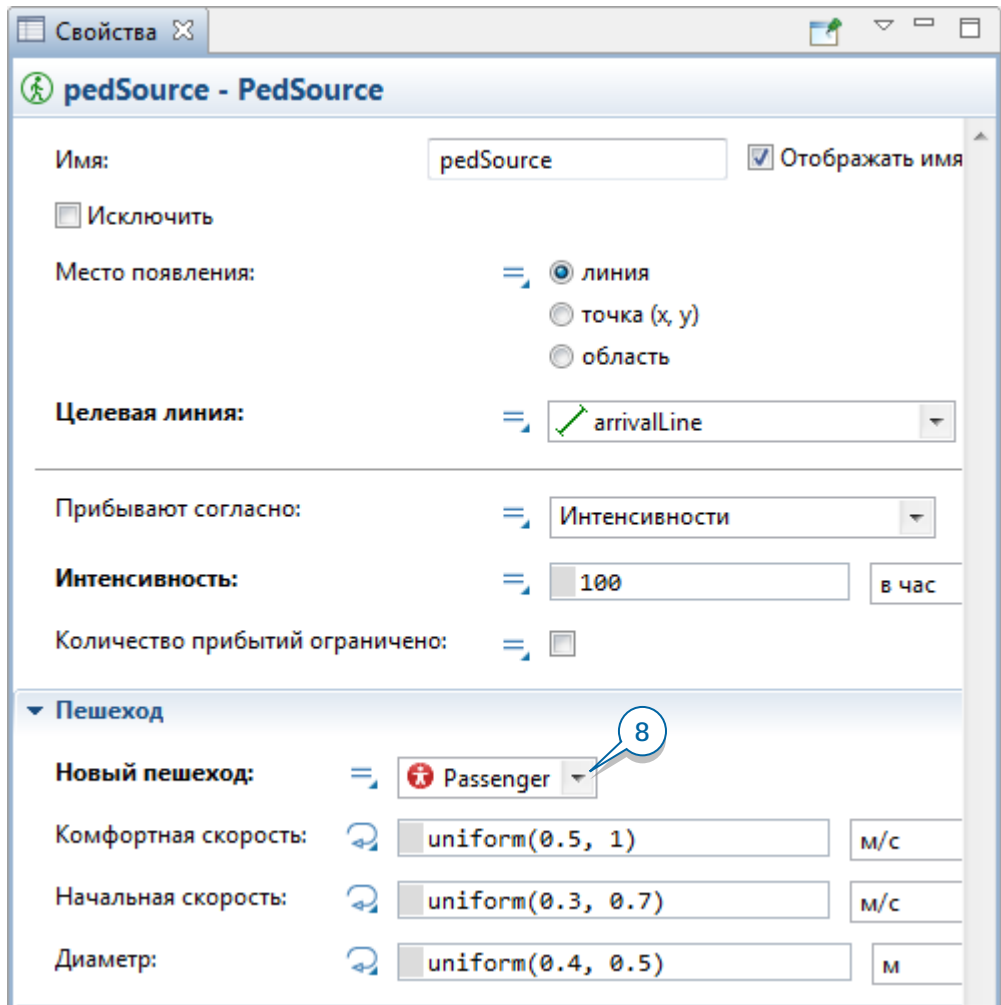 Свойства
pedSource - PedSource
Имя: pedSource Отображать имя
Исключить
Место появления: линия
точка (x, y)
область
Целевая линия: arrivalLine
Прибывают согласно: Интенсивности
Интенсивность: 100 в час
Количество прибытий ограничено:
Пешеход
8
Новый пешеход: Passenger
Комфортная скорость: uniform(0.5, 1) м/с
Начальная скорость: uniform(0.3, 0.7) м/с
Диаметр: uniform(0.4, 0.5) м